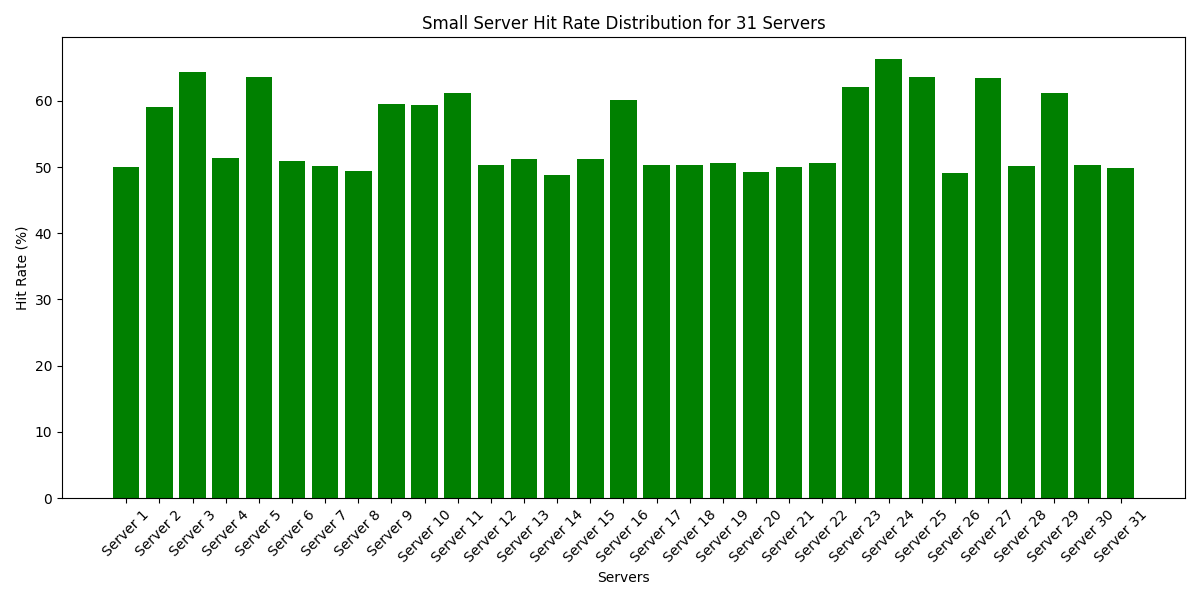 Small Server Hit Rate Distribution for 31 Servers
Hit Rate (%)
60
50
40
30
20
10
0
Server 1
Server 2
Server 3
Server 4
Server 5
Server 6
Server 7
Server 8
Server 9
Server 10
Server 11
Server 12
Server 13
Server 14
Server 15
Server 16
Server 17
Server 18
Server 19
Server 20
Server 21
Server 22
Server 23
Server 24
Server 25
Server 26
Server 27
Server 28
Server 29
Server 30
Server 31
Servers